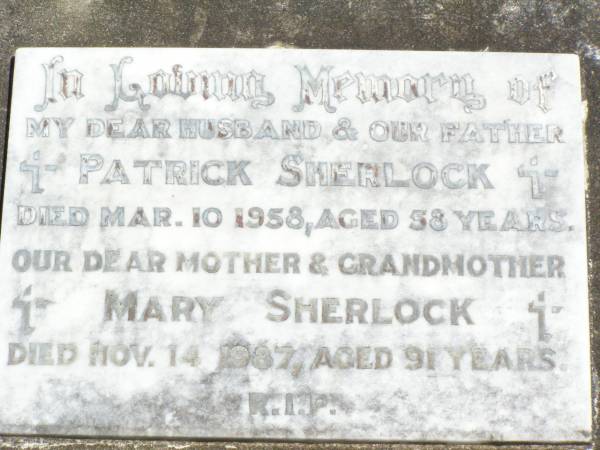 In Loving Memory of
MY DEAR HUSBAND & OUR FATHER
PATRICK SHERLOCK
DIED MAR. 10 1958, AGED 58 YEARS.
OUR DEAR MOTHER & GRANDMOTHER
MARY SHERLOCK
DIED NOV. 14 1987, AGED 91 YEARS.
R.I.P.